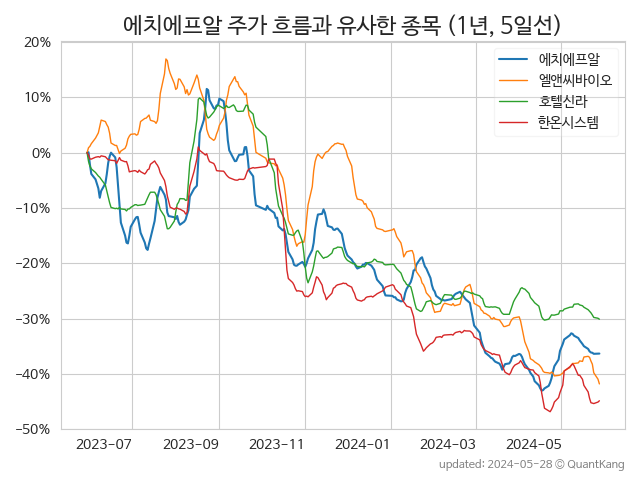 에치에프알 주가 흐름과 유사한 종목 (1년, 5일선)
에치에프알
엘앤씨바이오
호텔신라
한온시스템
20%
10%
0%
−10%
−20%
−30%
−40%
−50%
2023-07 2023-09 2023-11 2024-01 2024-03 2024-05
updated: 2024-05-28 © QuantKang